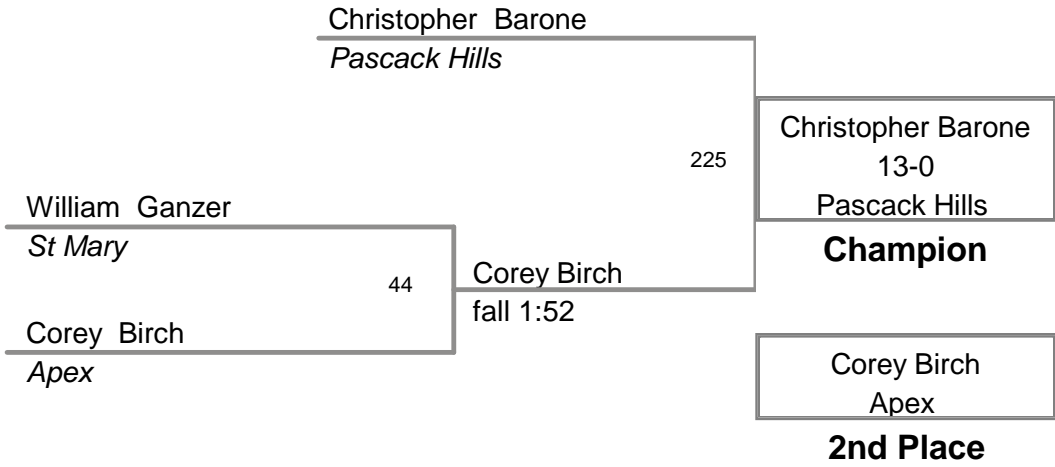 Christopher Barone
Pascack Hills
Christopher Barone
13-0
Pascack Hills
Champion
225
William Ganzer
St Mary
44
Corey Birch
fall 1:52
Corey Birch
Apex
Corey Birch
Apex
2nd Place